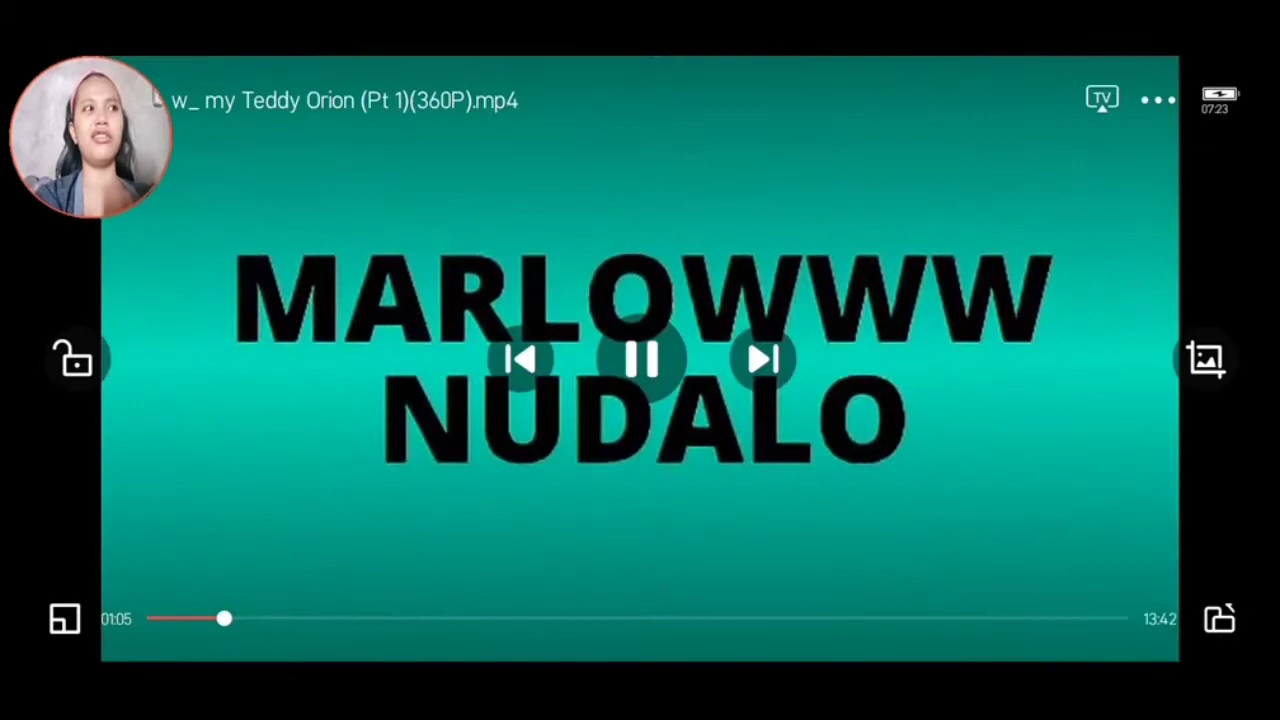 w_ my Teddy Orion (Pt 1)(360P).mp4
TV
07:23
MARLOWWW
NUDALO
01:05
13:42